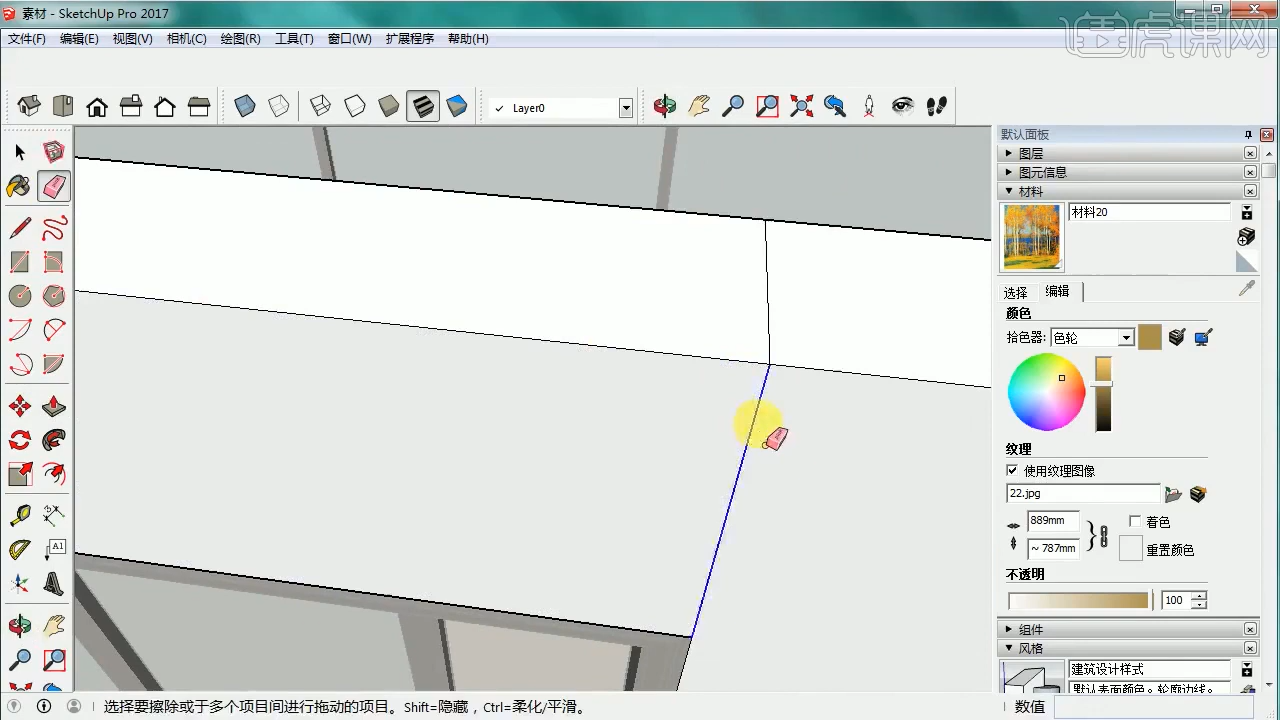 素材 - SketchUp Pro 2017
虎课网
文件(F) 编辑(E) 视图(V) 相机(C) 绘图(R) 工具(T) 窗口(W) 扩展程序 帮助(H)
Layer0
默认面板
图层
图元信息
材料
材料20
选择 编辑
颜色
拾色器: 色轮
纹理
使用纹理图像
22.jpg
889mm 着色
~ 787mm 重置颜色
不透明
100
组件
风格
建筑设计样式
默认表面颜色。轮廓边线。
A1
选择要擦除或于多个项目间进行拖动的项目。Shift=隐藏，Ctrl=柔化/平滑。 数值